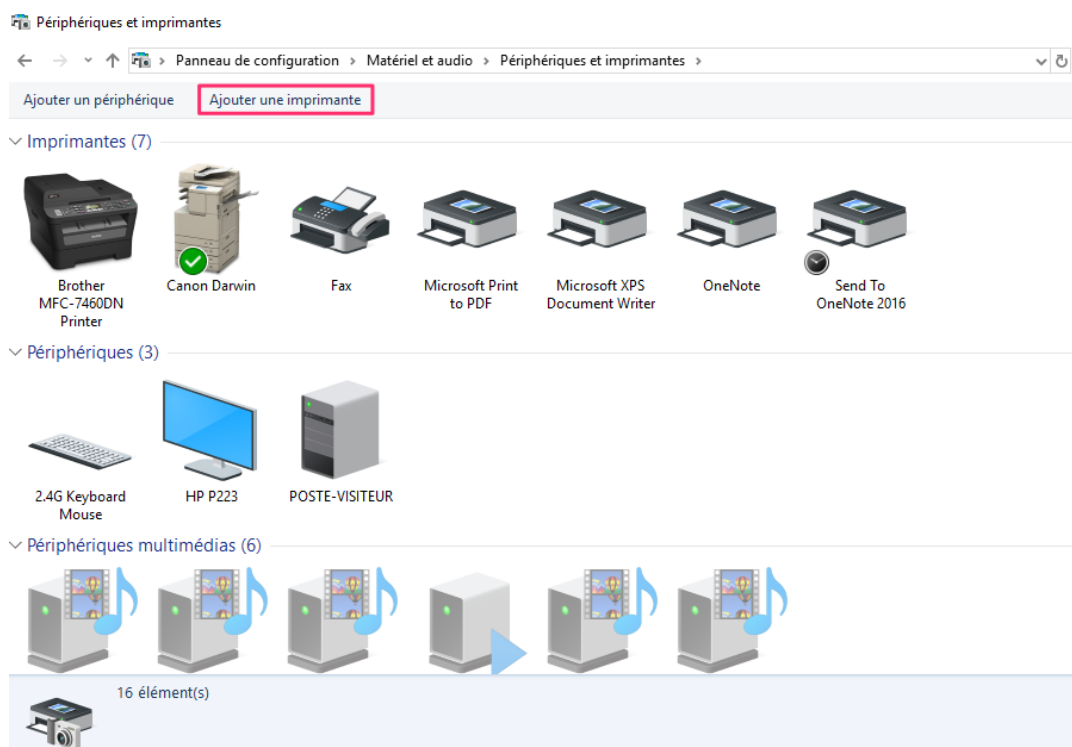 Périphériques et imprimantes
Panneau de configuration > Matériel et audio > Périphériques et imprimantes >
Ajouter un périphérique Ajouter une imprimante
Imprimantes (7)
Brother
MFC-7460DN
Printer
Canon Darwin
Fax
Microsoft Print
to PDF
Microsoft XPS
Document Writer
OneNote
Send To
OneNote 2016
Périphériques (3)
2.4G Keyboard
Mouse
HP P223
POSTE-VISITEUR
Périphériques multimédias (6)
16 élément(s)